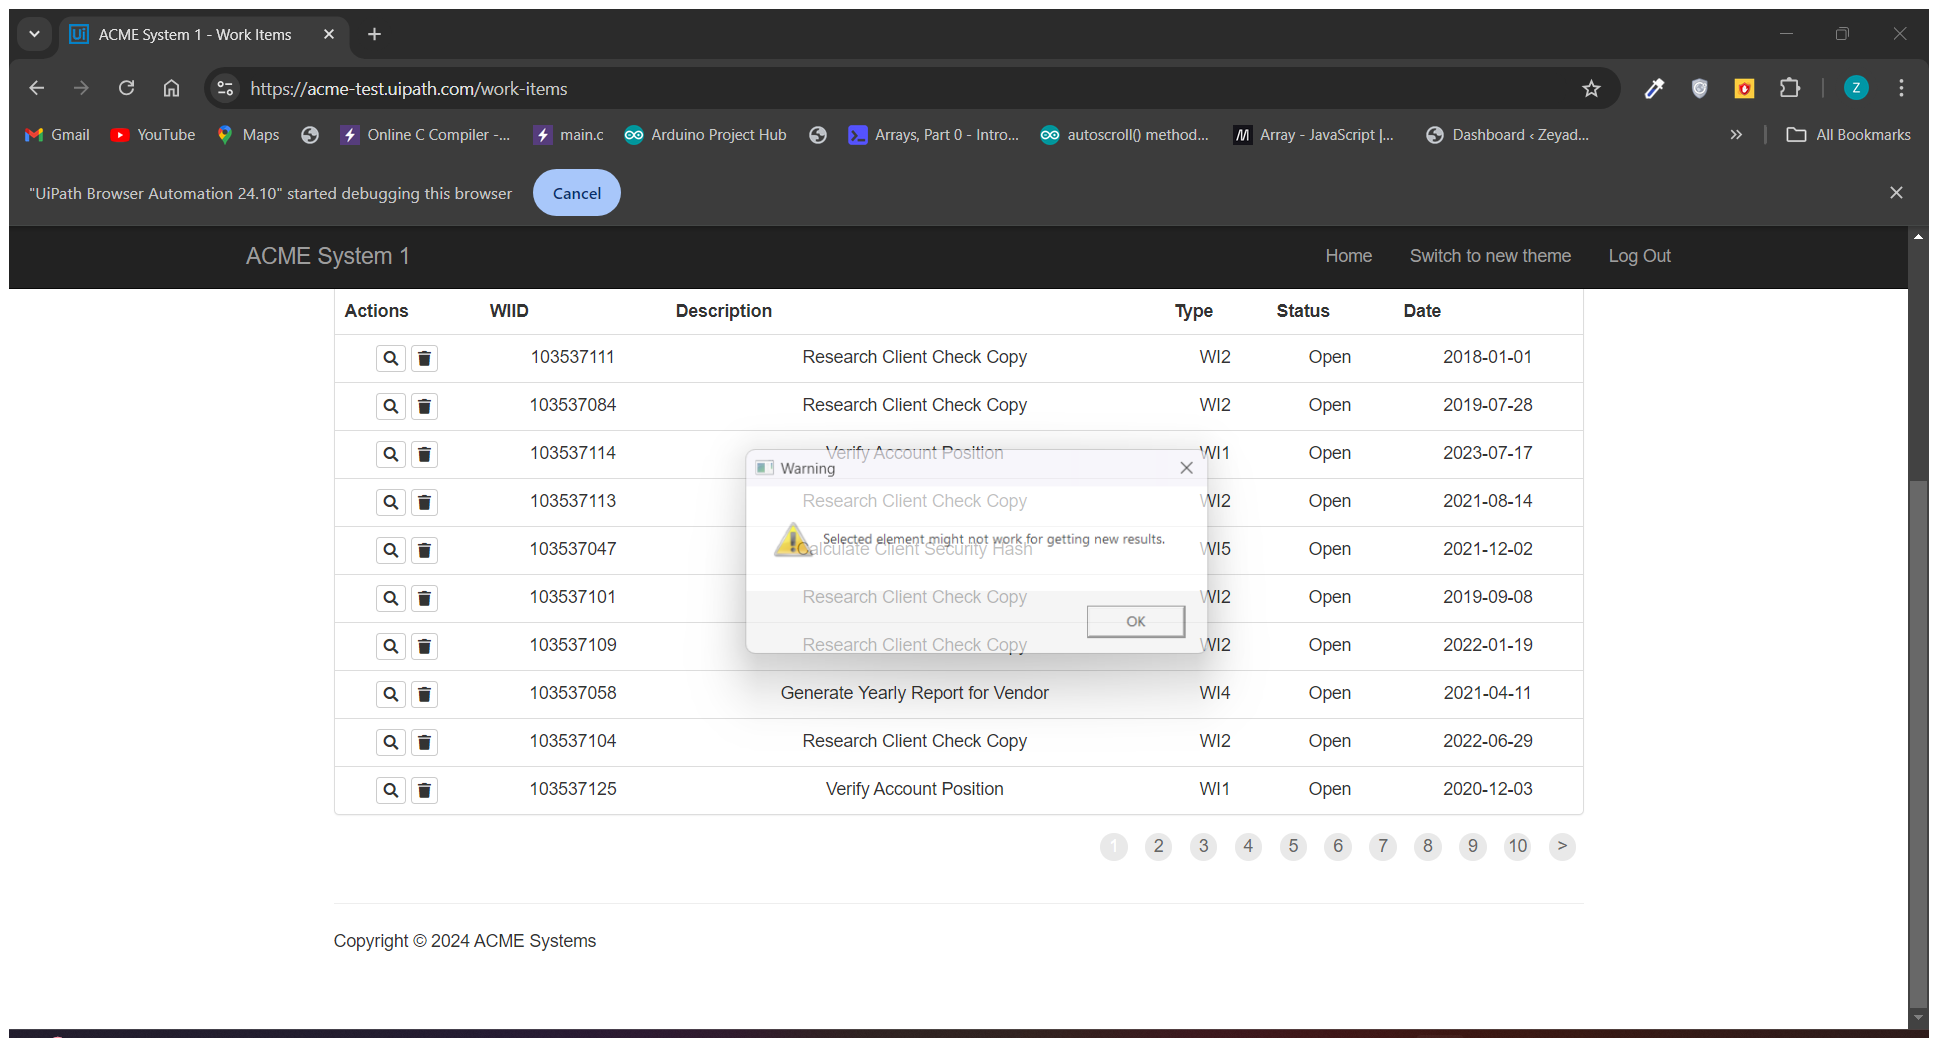 Ui ACME System 1 - Work Items
https://acme-test.uipath.com/work-items Z
Gmail YouTube Maps Online C Compiler -... main.c Arduino Project Hub Arrays, Part 0 - Intro... autoscroll() method... Array - JavaScript |... Dashboard ‹ Zeyad... » All Bookmarks
"UiPath Browser Automation 24.10" started debugging this browser Cancel
ACME System 1 Home Switch to new theme Log Out
Actions WIID Description Type Status Date
103537111 Research Client Check Copy WI2 Open 2018-01-01
103537084 Research Client Check Copy WI2 Open 2019-07-28
103537114 Verify Account Position WI1 Open 2023-07-17
Warning
103537113 Research Client Check Copy WI2 Open 2021-08-14
Selected element might not work for getting new results.
103537047 Calculate Client Security Hash WI5 Open 2021-12-02
103537101 Research Client Check Copy WI2 Open 2019-09-08
OK
103537109 Research Client Check Copy WI2 Open 2022-01-19
103537058 Generate Yearly Report for Vendor WI4 Open 2021-04-11
103537104 Research Client Check Copy WI2 Open 2022-06-29
103537125 Verify Account Position WI1 Open 2020-12-03
1 2 3 4 5 6 7 8 9 10 >
Copyright © 2024 ACME Systems